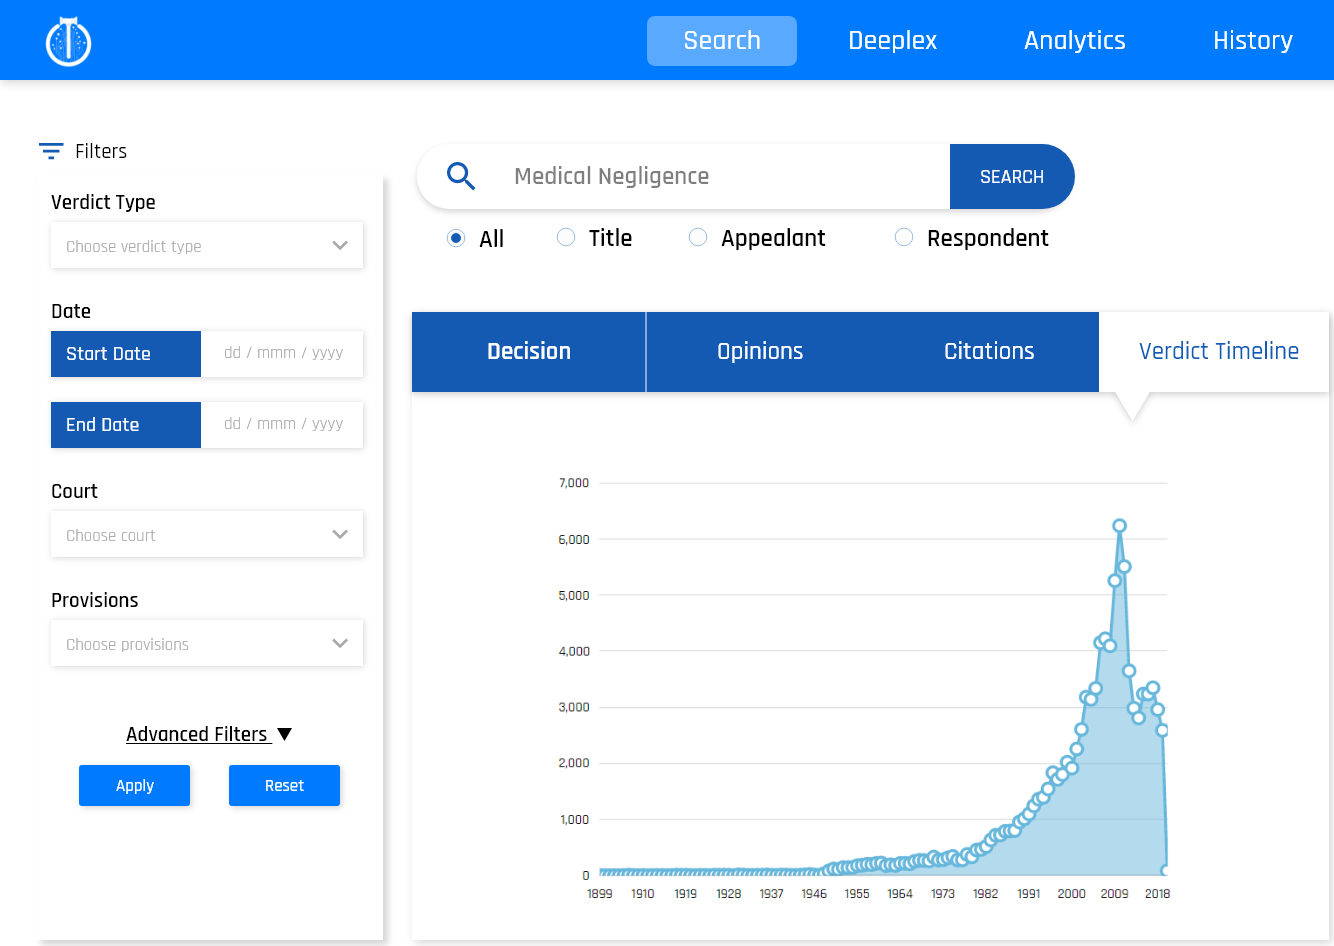 Search Deeplex Analytics History
Filters
Verdict Type
Choose verdict type
Date
Start Date dd / mmm / yyyy
End Date dd / mmm / yyyy
Court
Choose court
Provisions
Choose provisions
Advanced Filters ▼
Apply Reset
Medical Negligence SEARCH
All Title Appealant Respondent
Decision Opinions Citations Verdict Timeline
7,000
6,000
5,000
4,000
3,000
2,000
1,000
0
1899 1910 1919 1928 1937 1946 1955 1964 1973 1982 1991 2000 2009 2018